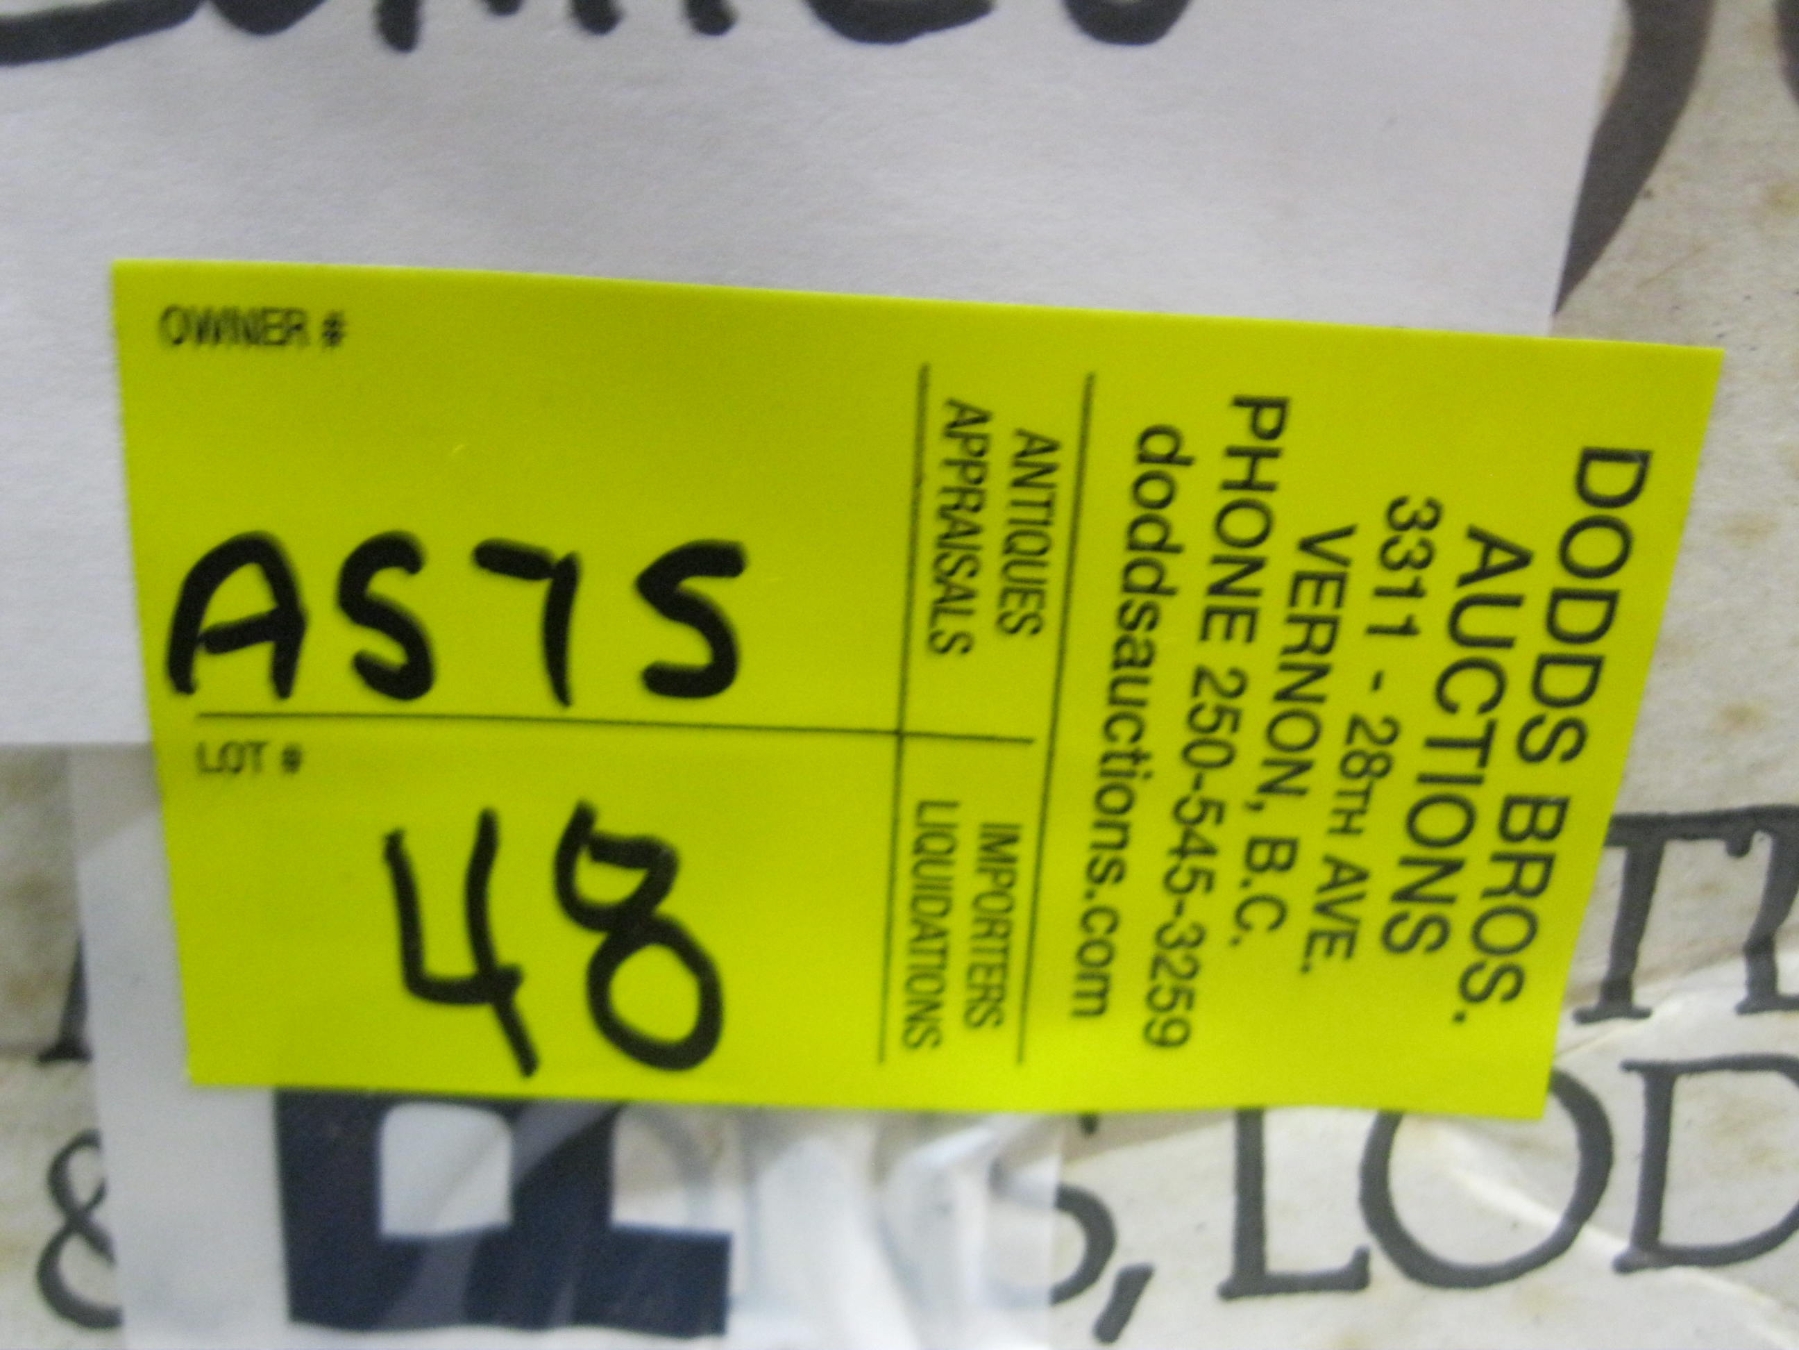 OWNER #
AS75
LOT #
48
ANTIQUES
APPRAISALS
IMPORTERS
LIQUIDATIONS
DODDS BROS.
AUCTIONS
3311 - 28TH AVE.
VERNON, B.C.
PHONE 250-545-3259
doddsauctions.com